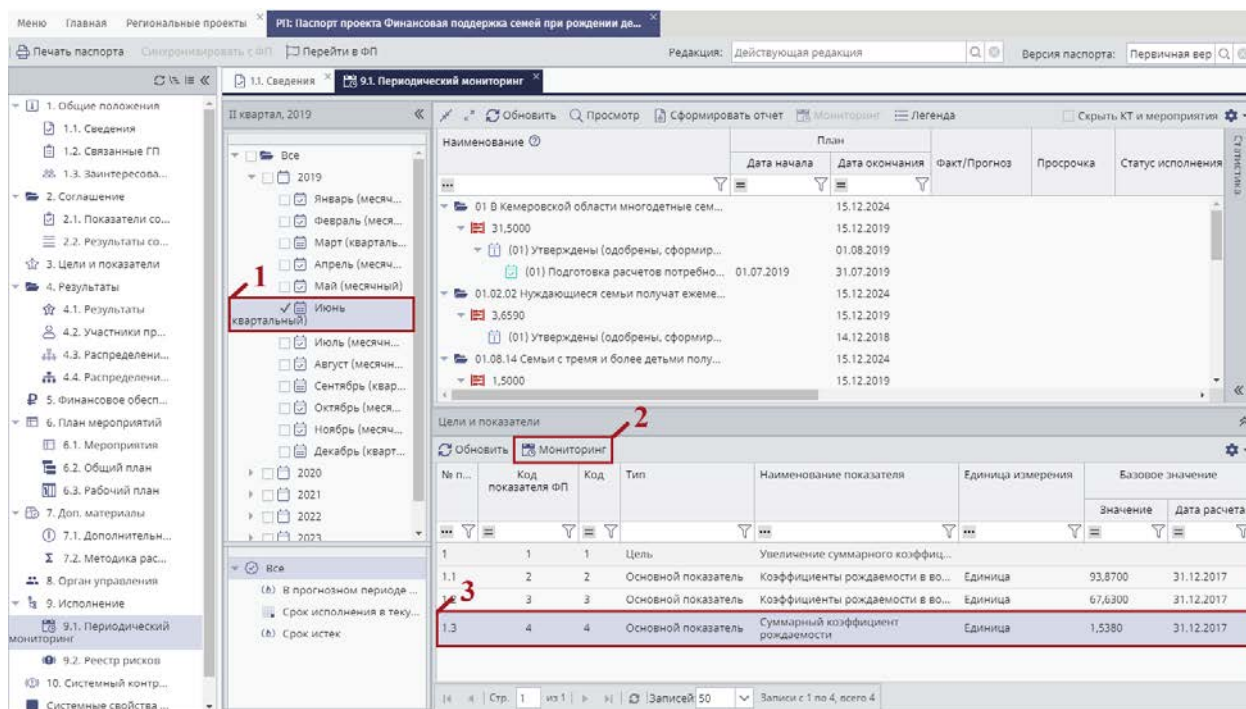 Меню Главная Региональные проекты РП: Паспорт проекта Финансовая поддержка семей при рождении де...
Печать паспорта Синхронизировать с ФП Перейти в ФП Редакция: Действующая редакция Версия паспорта: Первичная вер
1.1. Сведения 9.1. Периодический мониторинг
1. Общие положения
1.1. Сведения
1.2. Связанные ГП
1.3. Заинтересова...
2. Соглашение
2.1. Показатели со...
2.2. Результаты со...
3. Цели и показатели
4. Результаты
4.1. Результаты
4.2. Участники пр...
4.3. Распределени...
4.4. Распределени...
5. Финансовое обесп...
6. План мероприятий
6.1. Мероприятия
6.2. Общий план
6.3. Рабочий план
7. Доп. материалы
7.1. Дополнительн...
7.2. Методика рас...
8. Орган управления
9. Исполнение
9.1. Периодический
мониторинг
9.2. Реестр рисков
10. Системный контр...
Системные свойства ...
II квартал, 2019
Все
2019
Январь (месяч...
Февраль (меся...
Март (кварталь...
Апрель (месяч...
Май (месячный)
1
Июнь
квартальный)
Июль (месячн...
Август (месячн...
Сентябрь (квар...
Октябрь (меся...
Ноябрь (месяч...
Декабрь (кварт...
2020
2021
2022
2023
Все
В прогнозном периоде ...
Срок исполнения в теку...
Срок истек
Обновить Просмотр Сформировать отчет Мониторинг Легенда Скрыть КТ и мероприятия
Статистика
Наименование План
Дата начала Дата окончания Факт/Прогноз Просрочка Статус исполнения
... = =
01 В Кемеровской области многодетные сем... 15.12.2024
31,5000 15.12.2019
(01) Утверждены (одобрены, сформир... 01.08.2019
(01) Подготовка расчетов потребно... 01.07.2019 31.07.2019
01.02.02 Нуждающиеся семьи получат ежеме... 15.12.2024
3,6590 15.12.2019
(01) Утверждены (одобрены, сформир... 14.12.2018
01.08.14 Семьи с тремя и более детьми полу... 15.12.2024
1,5000 15.12.2019
Цели и показатели
2
Обновить Мониторинг
№ п... Код Код Тип Наименование показателя Единица измерения Базовое значение
показателя ФП
Значение Дата расчета
... = = ... ... = =
1 1 1 Цель Увеличение суммарного коэффиц...
1.1 2 2 Основной показатель Коэффициенты рождаемости в во... Единица 93,8700 31.12.2017
1.2 3 3 Основной показатель Коэффициенты рождаемости в во... Единица 67,6300 31.12.2017
3
1.3 4 4 Основной показатель Суммарный коэффициент Единица 1,5380 31.12.2017
рождаемости
Стр. 1 из 1 Записей 50 Записи с 1 по 4, всего 4